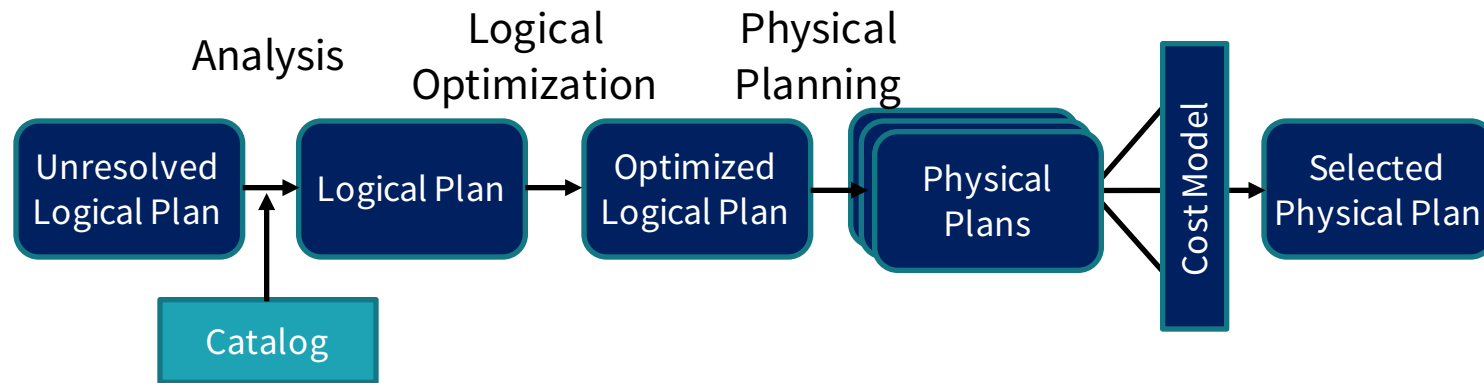 Analysis
Logical
Optimization
Physical
Planning
Unresolved
Logical Plan
Logical Plan
Optimized
Logical Plan
Physical
Plans
Cost Model
Selected
Physical Plan
Catalog